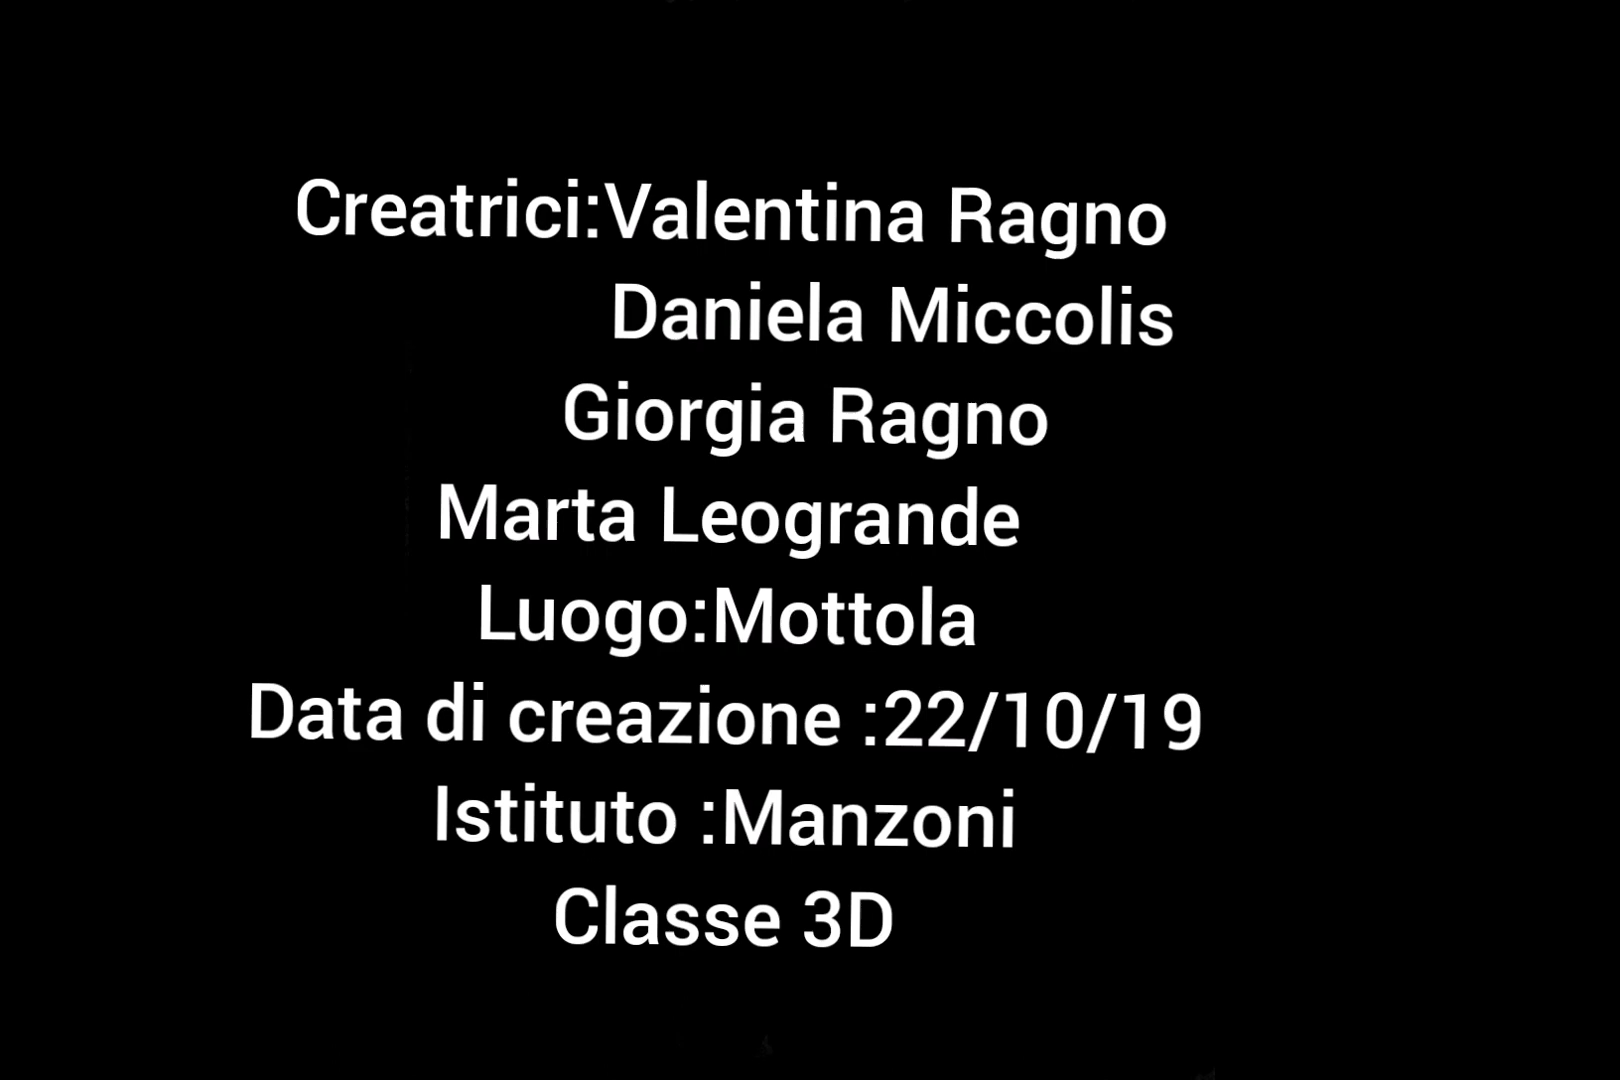 Creatrici:Valentina Ragno
Daniela Miccolis
Giorgia Ragno
Marta Leogrande
Luogo:Mottola
Data di creazione :22/10/19
Istituto :Manzoni
Classe 3D